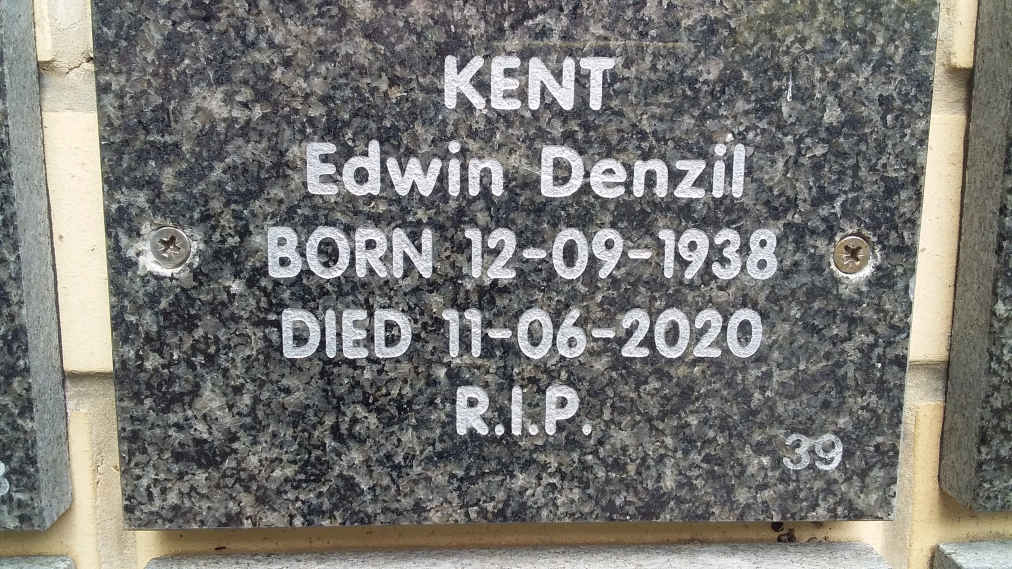 KENT
Edwin Denzil
BORN 12-09-1938
DIED 11-06-2020
R.I.P.
39